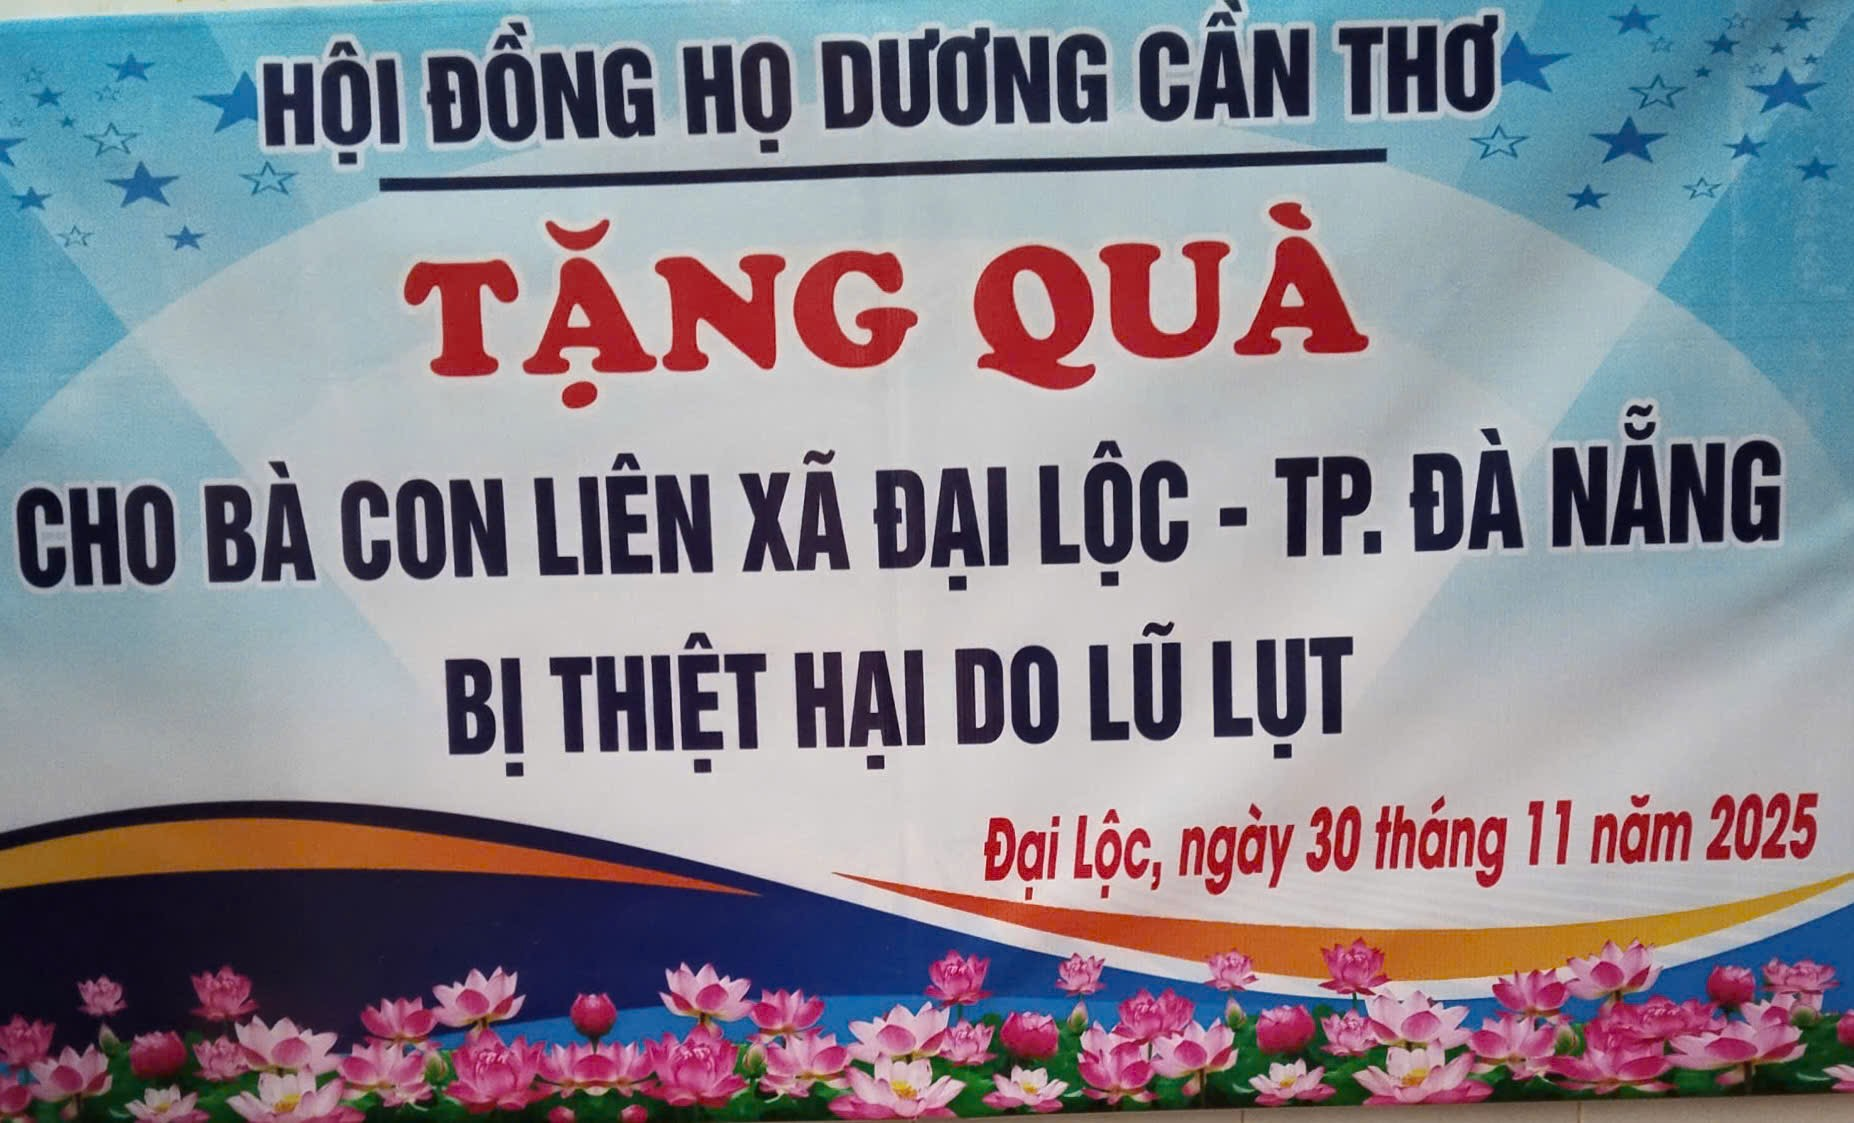 HỘI ĐỒNG HỌ DƯƠNG CẦN THƠ
TẶNG QUÀ
CHO BÀ CON LIÊN XÃ ĐẠI LỘC - TP. ĐÀ NẴNG
BỊ THIỆT HẠI DO LŨ LỤT
Đại Lộc, ngày 30 tháng 11 năm 2025